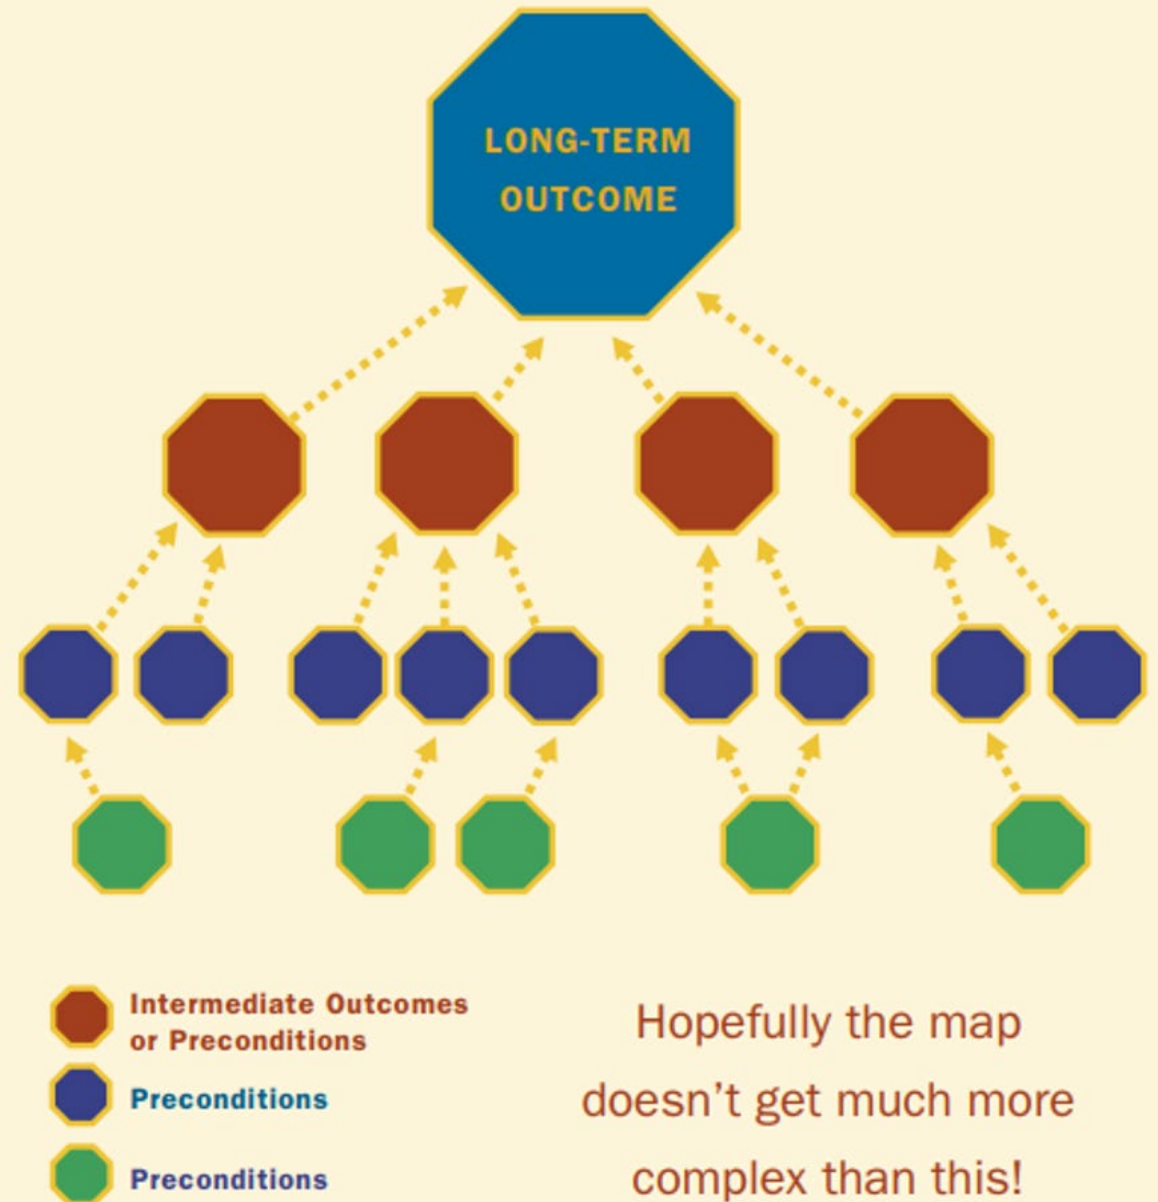 LONG-TERM
OUTCOME
Intermediate Outcomes
or Preconditions
Preconditions
Preconditions
Hopefully the map
doesn't get much more
complex than this!